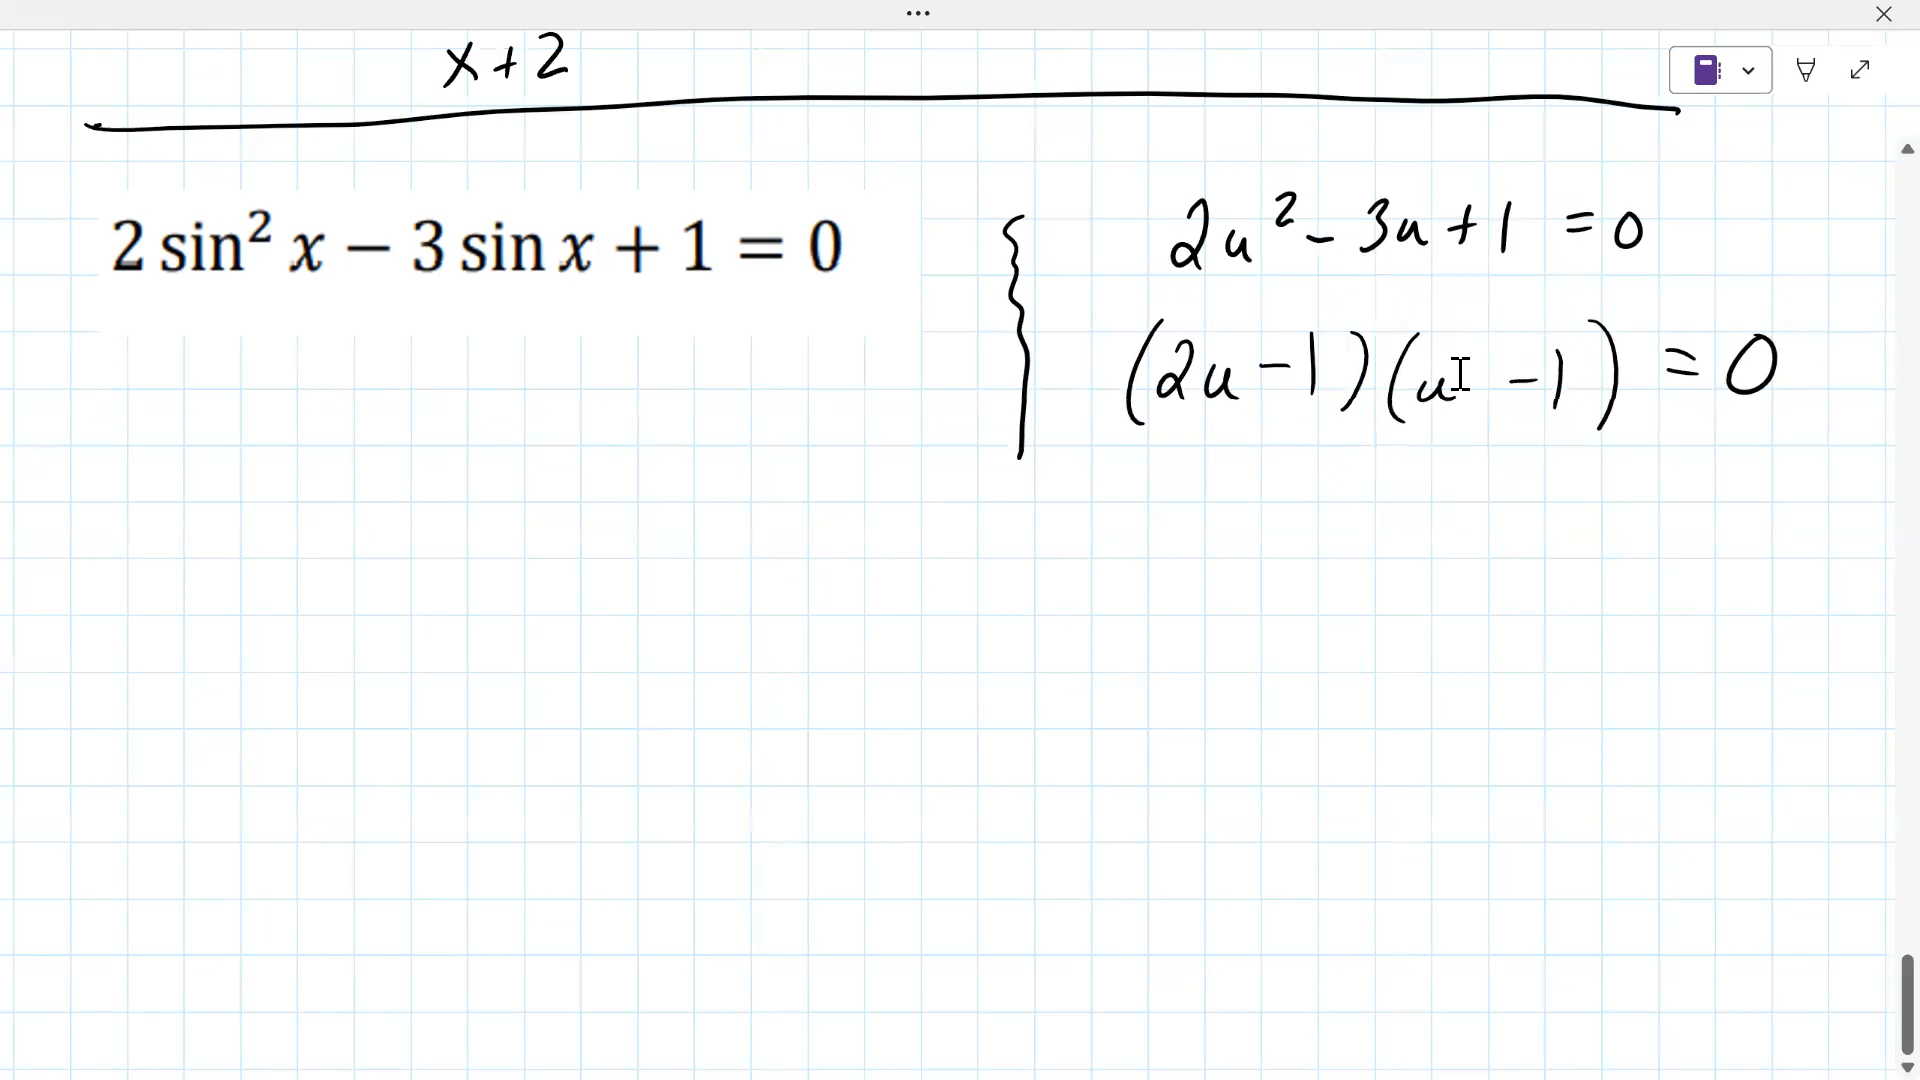 x+2
2 sin² x − 3 sin x + 1 = 0
2u² - 3u + 1 = 0
(2u - 1)(u - 1) = 0